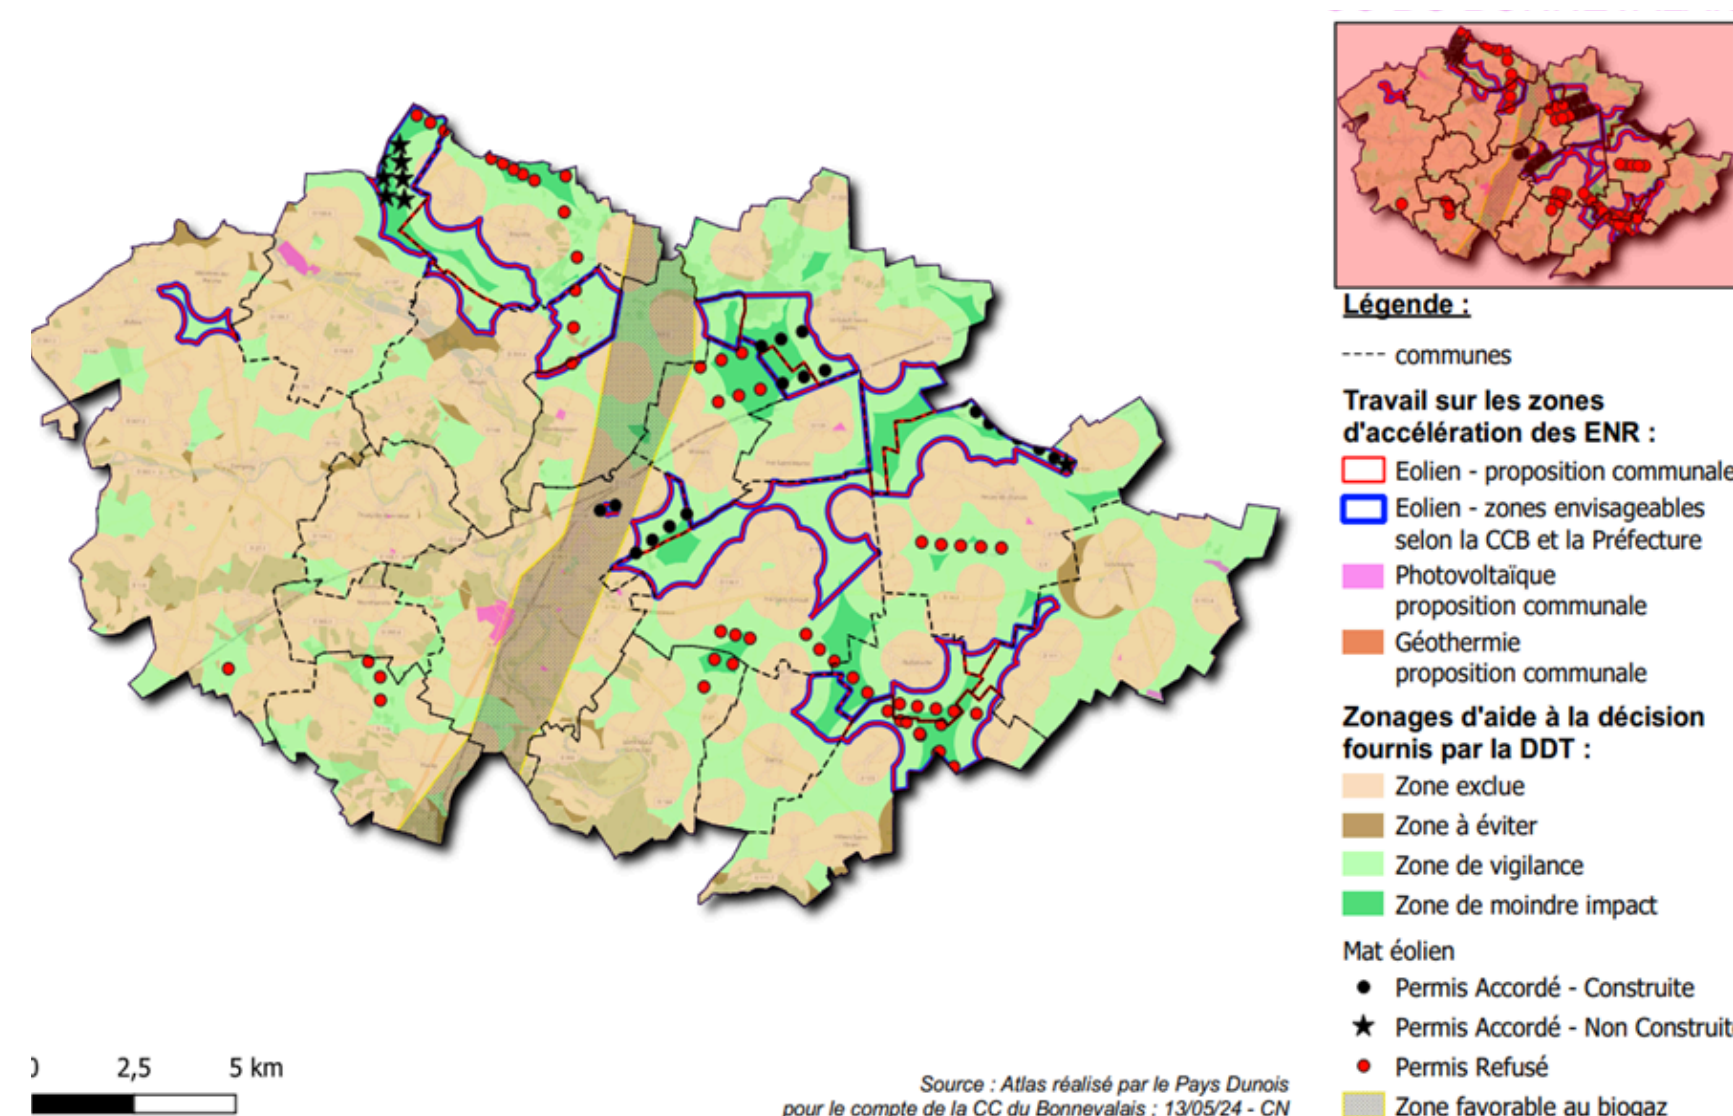 Légende :
communes
Travail sur les zones
d'accélération des ENR :
Eolien - proposition communale
Eolien - zones envisageables
selon la CCB et la Préfecture
Photovoltaïque
proposition communale
Géothermie
proposition communale
Zonages d'aide à la décision
fournis par la DDT :
Zone exclue
Zone à éviter
Zone de vigilance
Zone de moindre impact
Mat éolien
Permis Accordé - Construite
Permis Accordé - Non Construit
Permis Refusé
Zone favorable au biogaz
0 2,5 5 km
Source : Atlas réalisé par le Pays Dunois
pour le compte de la CC du Bonnevalais : 13/05/24 - CN